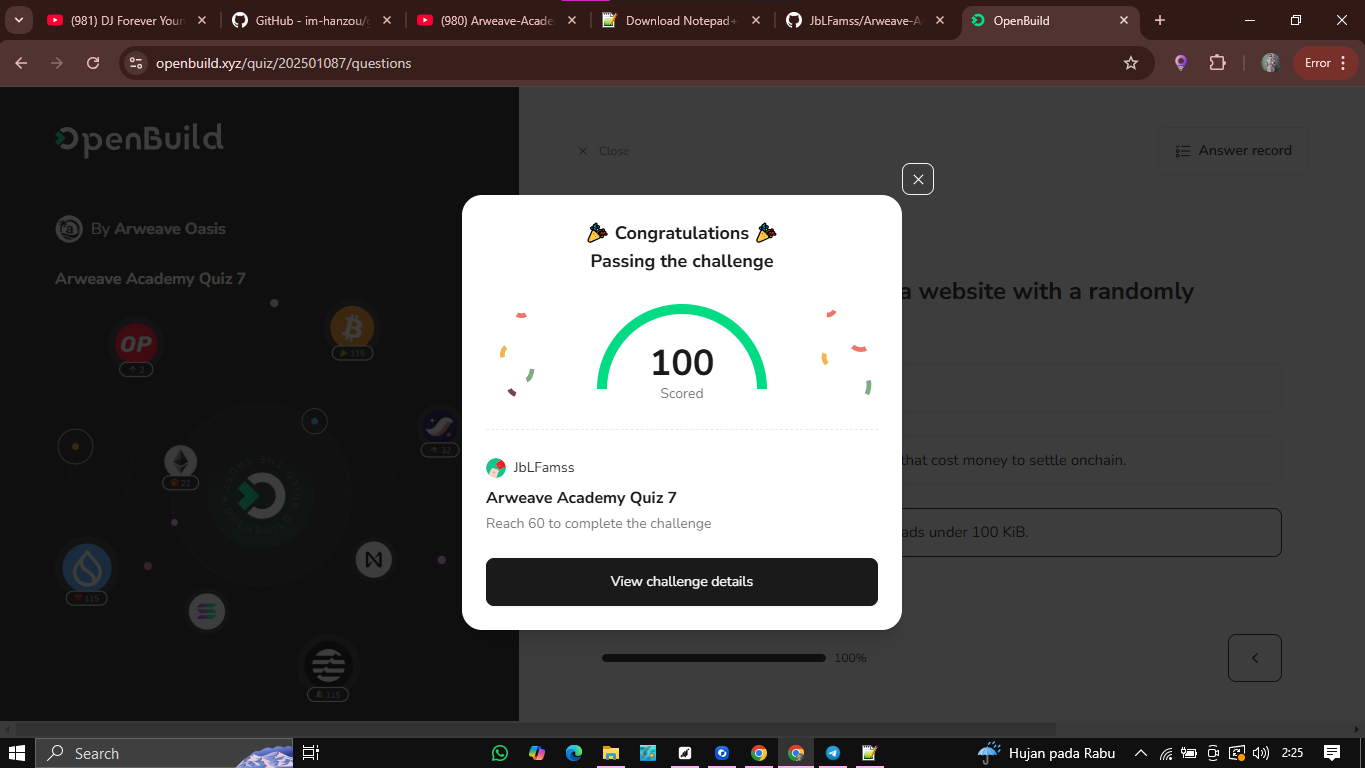 (981) DJ Forever Youn
GitHub - im-hanzou/
(980) Arweave-Acade
Download Notepad+
JbLFamss/Arweave-A
OpenBuild
openbuild.xyz/quiz/202501087/questions
Error
OpenBuild
Close
Answer record
By Arweave Oasis
Arweave Academy Quiz 7
a website with a randomly
that cost money to settle onchain.
ads under 100 KiB.
100%
OP
2
115
32
22
115
115
Congratulations
Passing the challenge
100
Scored
JbLFamss
Arweave Academy Quiz 7
Reach 60 to complete the challenge
View challenge details
Search
Hujan pada Rabu
2:25